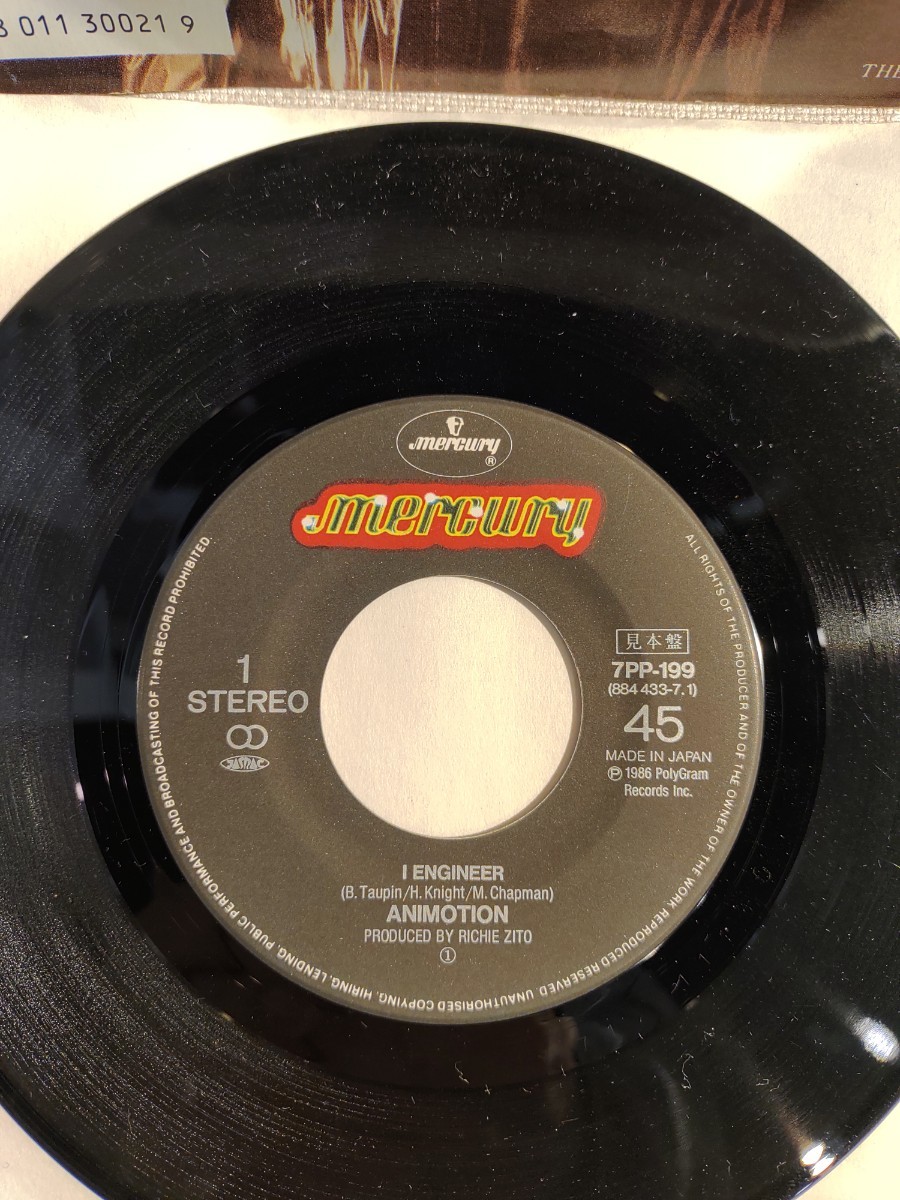 8 011 30021 9
THE
mercury
®
mercury
1
STEREO
JASRAC
見本盤
7PP-199
(884 433-7.1)
45
MADE IN JAPAN
℗ 1986 PolyGram
Records Inc.
I ENGINEER
(B. Taupin/H. Knight/M. Chapman)
ANIMOTION
PRODUCED BY RICHIE ZITO
①
ALL RIGHTS OF THE PRODUCER AND OF THE OWNER OF THE WORK REPRODUCED RESERVED. UNAUTHORISED COPYING, HIRING, LENDING, PUBLIC PERFORMANCE AND BROADCASTING OF THIS RECORD PROHIBITED.